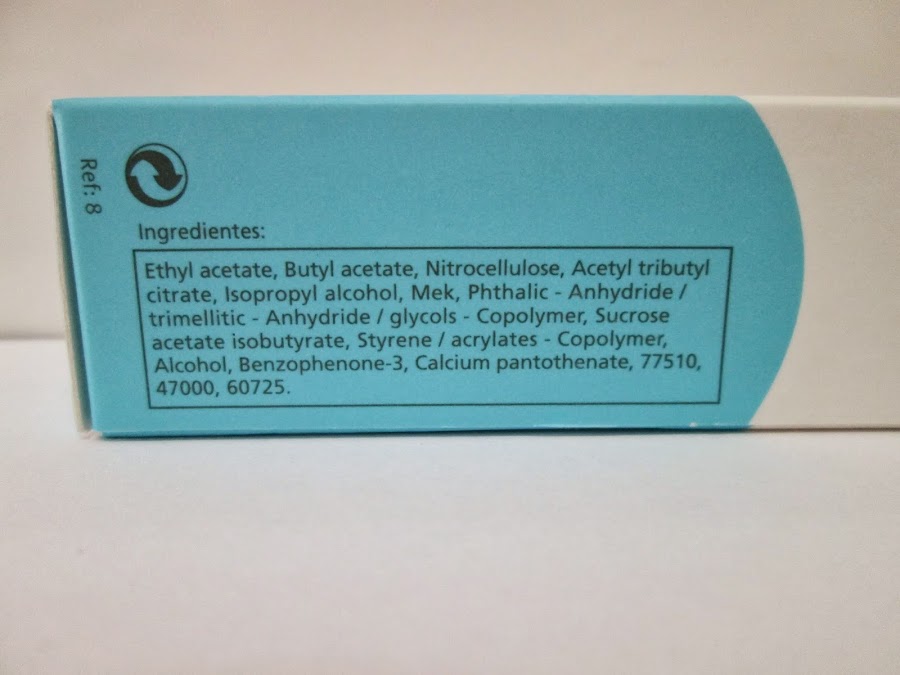 Ref: 8
Ingredientes:
Ethyl acetate, Butyl acetate, Nitrocellulose, Acetyl tributyl
citrate, Isopropyl alcohol, Mek, Phthalic - Anhydride /
trimellitic - Anhydride / glycols - Copolymer, Sucrose
acetate isobutyrate, Styrene / acrylates - Copolymer,
Alcohol, Benzophenone-3, Calcium pantothenate, 77510,
47000, 60725.